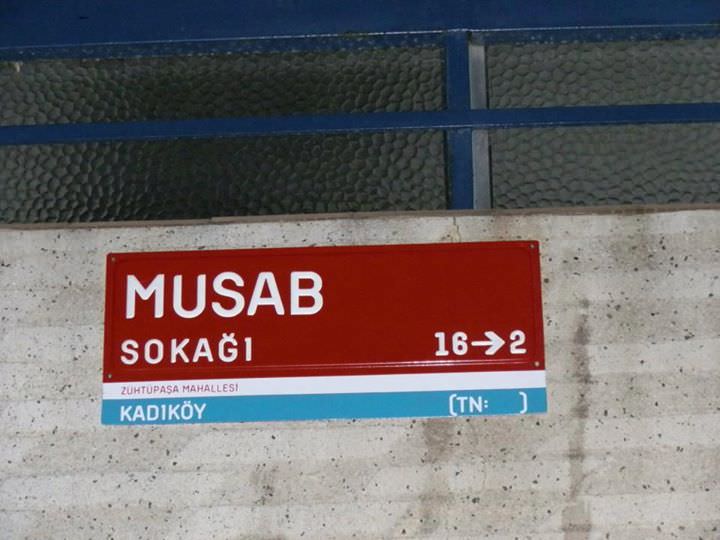 MUSAB
SOKAĞI 16→2
ZÜHTÜPAŞA MAHALLESİ
KADIKÖY (TN: )